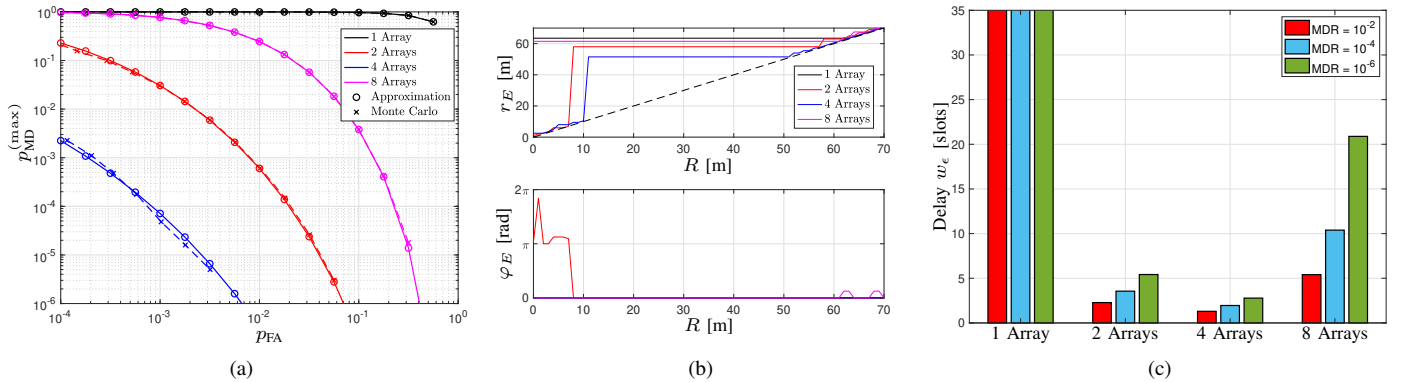 10^0
10^-1
10^-2
10^-3
10^-4
10^-5
10^-6
p_MD^(max)
1 Array
2 Arrays
4 Arrays
8 Arrays
Approximation
Monte Carlo
10^-4
10^-3
10^-2
10^-1
10^0
p_FA
(a)
60
40
20
0
r_E [m]
1 Array
2 Arrays
4 Arrays
8 Arrays
0 10 20 30 40 50 60 70
R [m]
2π
π
0
φ_E [rad]
0 10 20 30 40 50 60 70
R [m]
(b)
35
30
25
20
15
10
5
0
Delay w_ϵ [slots]
MDR = 10^-2
MDR = 10^-4
MDR = 10^-6
1 Array 2 Arrays 4 Arrays 8 Arrays
(c)